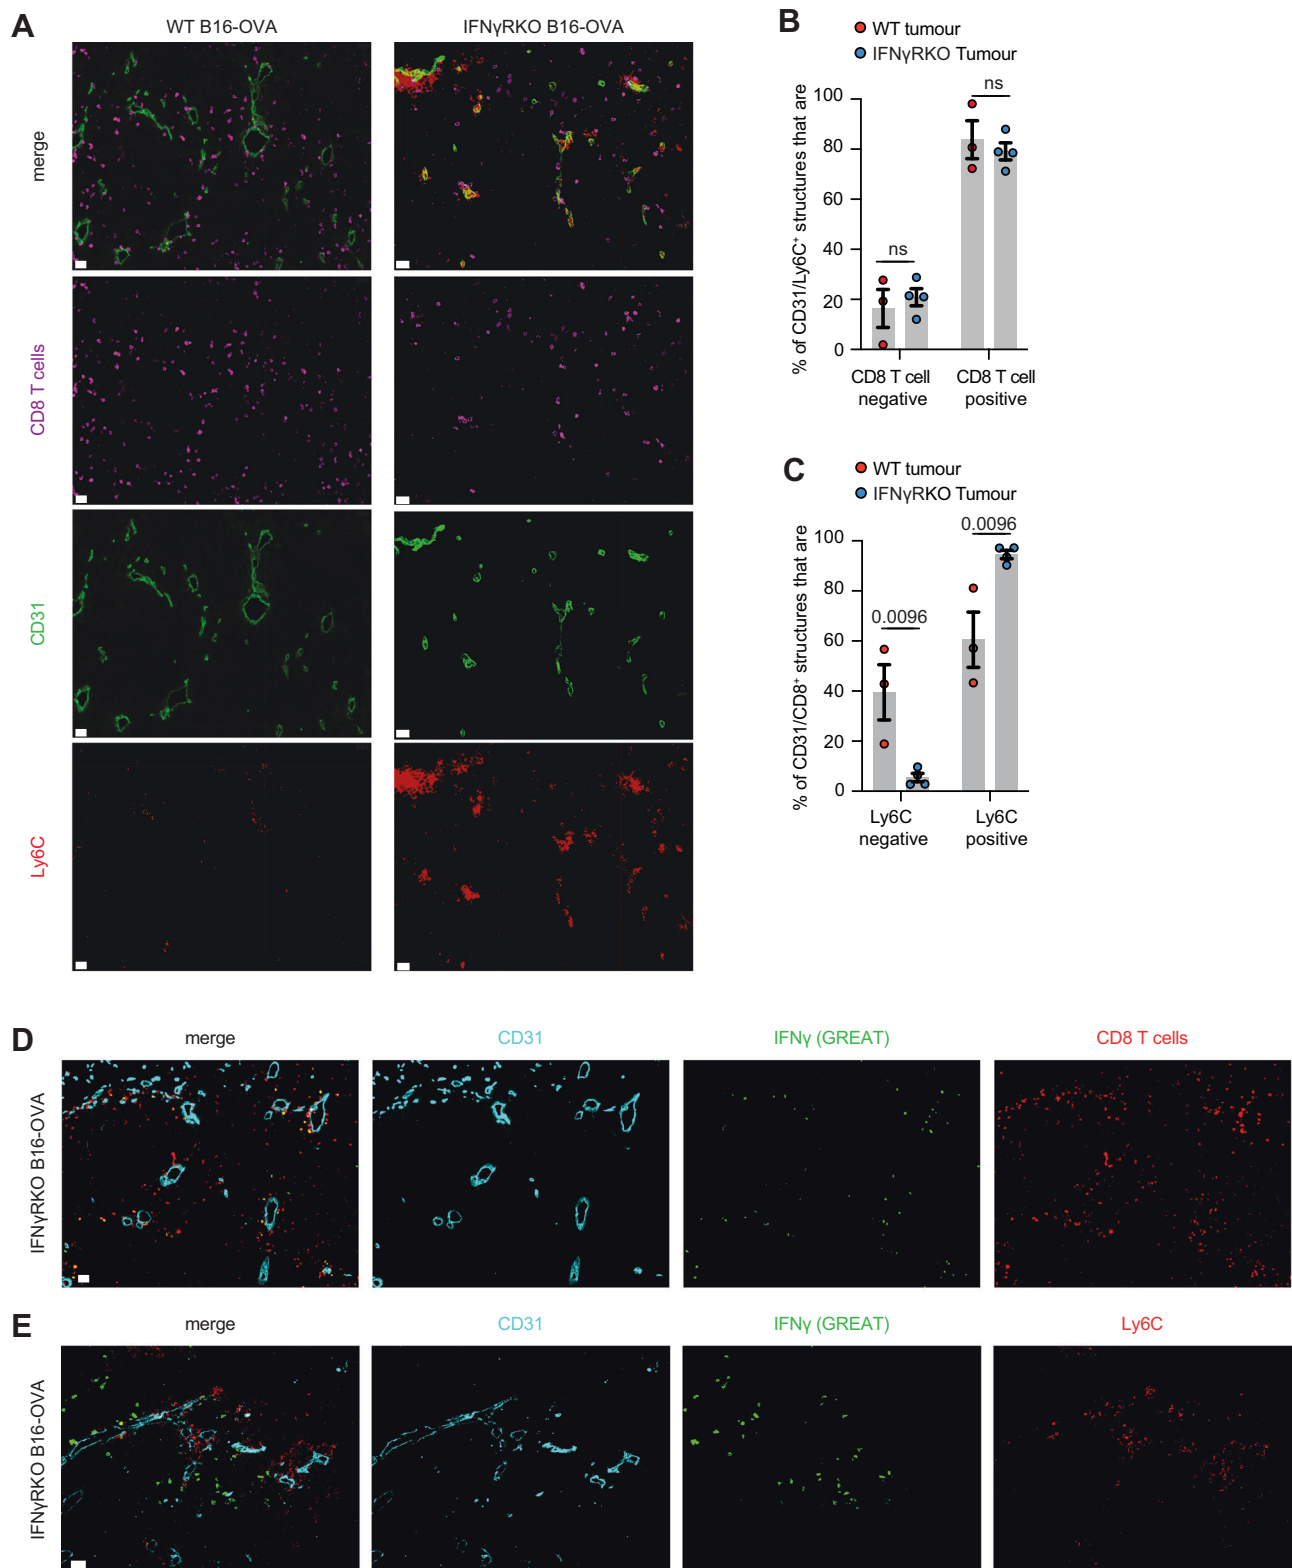 A
WT B16-OVA
IFNγRKO B16-OVA
merge
CD8 T cells
CD31
Ly6C
B
WT tumour
IFNγRKO Tumour
% of CD31/Ly6C⁺ structures that are
100
80
60
40
20
0
ns
ns
CD8 T cell
negative
CD8 T cell
positive
C
WT tumour
IFNγRKO Tumour
% of CD31/CD8⁺ structures that are
100
80
60
40
20
0
0.0096
0.0096
Ly6C
negative
Ly6C
positive
D
merge
CD31
IFNγ (GREAT)
CD8 T cells
IFNγRKO B16-OVA
E
merge
CD31
IFNγ (GREAT)
Ly6C
IFNγRKO B16-OVA